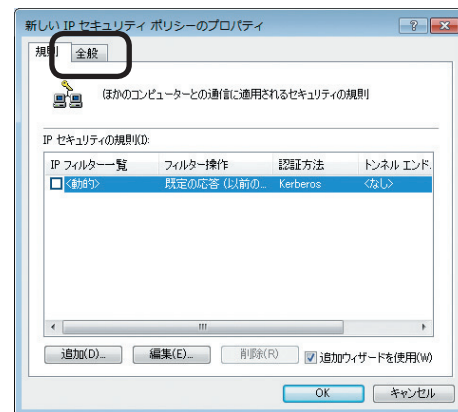 新しい IP セキュリティ ポリシーのプロパティ
規則 全般
ほかのコンピューターとの通信に適用されるセキュリティの規則
IP セキュリティの規則(I):
IP フィルター一覧 フィルター操作 認証方法 トンネル エンド.
<動的> 既定の応答 (以前の... Kerberos <なし>
追加(D)... 編集(E)... 削除(R) 追加ウィザードを使用(W)
OK キャンセル